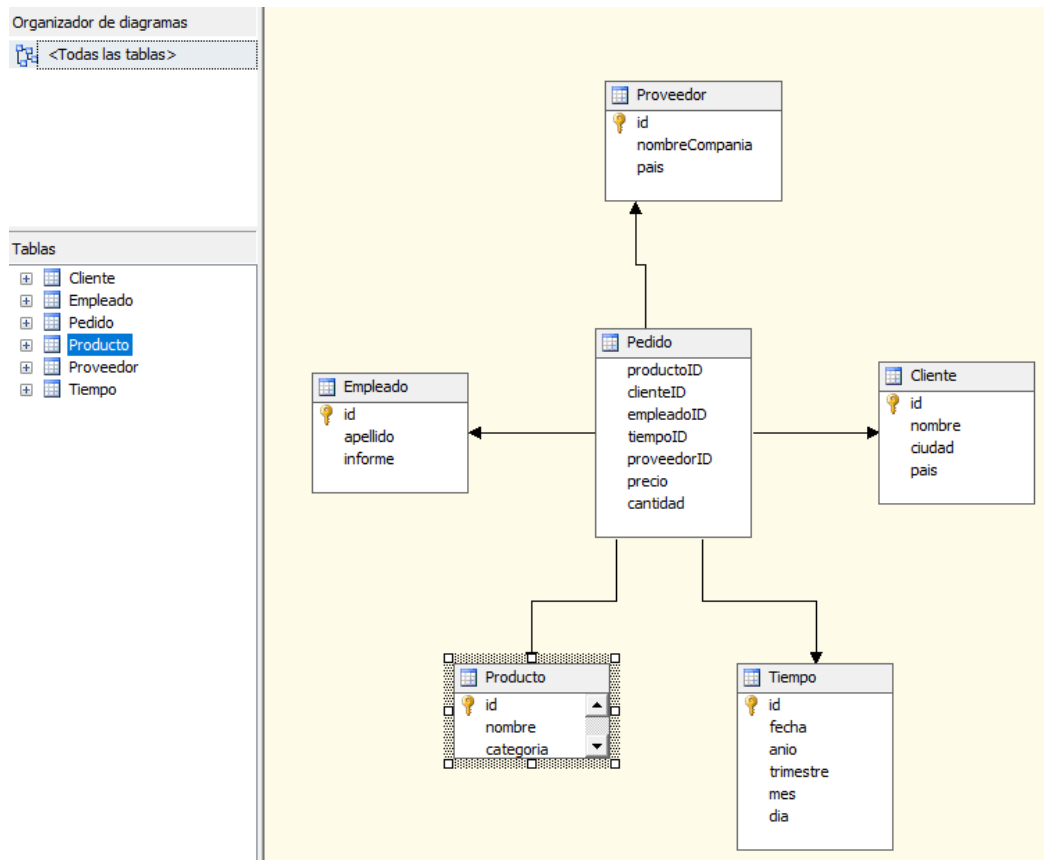 Organizador de diagramas
<Todas las tablas>
Tablas
Cliente
Empleado
Pedido
Producto
Proveedor
Tiempo
Proveedor
id
nombreCompania
pais
Pedido
productoID
clienteID
empleadoID
tiempoID
proveedorID
precio
cantidad
Empleado
id
apellido
informe
Cliente
id
nombre
ciudad
pais
Producto
id
nombre
categoria
Tiempo
id
fecha
anio
trimestre
mes
dia